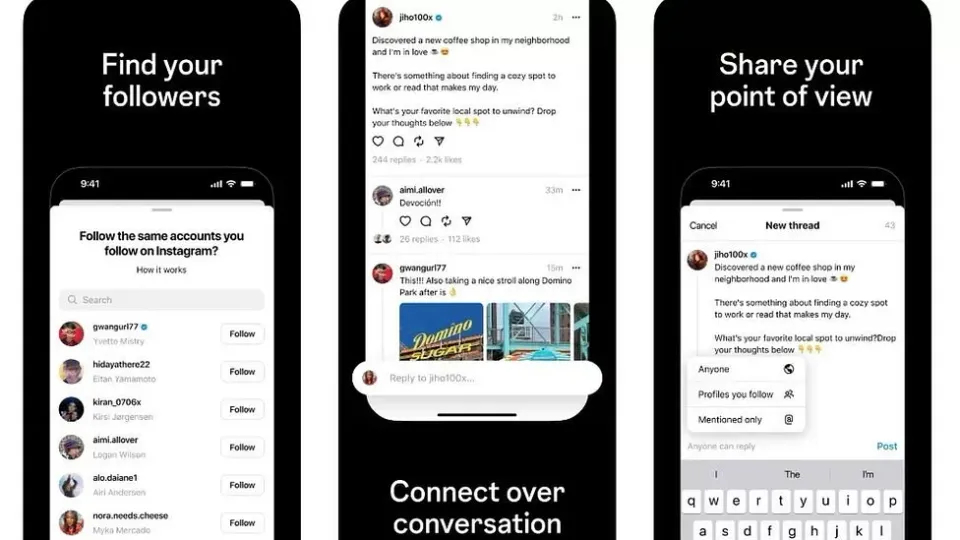 Find your
followers
9:41
Follow the same accounts you
follow on Instagram?
How it works
Search
gwangurl77
Yvette Mistry
Follow
hidayathere22
Eitan Yamamoto
Follow
kiran_0706x
Kirsi Jørgensen
Follow
aimi.allover
Logan Wilson
Follow
alo.daiane1
Airi Andersen
Follow
nora.needs.cheese
Myka Mercado
Follow
jiho100x 2h
Discovered a new coffee shop in my neighborhood
and I'm in love ☕😍
There's something about finding a cozy spot to
work or read that makes my day.
What's your favorite local spot to unwind? Drop
your thoughts below 👇👇👇
244 replies · 2.2k likes
aimi.allover 33m
Devoción!!
26 replies · 112 likes
gwangurl77 15m
This!!! Also taking a nice stroll along Domino
Park after is 👌
Domino
SUGAR
Reply to jiho100x...
Connect over
conversation
Share your
point of view
9:41
Cancel New thread 43
jiho100x
Discovered a new coffee shop in my
neighborhood and I'm in love ☕😍
There's something about finding a cozy spot
to work or read that makes my day.
What's your favorite local spot to unwind?Drop
your thoughts below 👇👇👇
Anyone
Profiles you follow
Mentioned only
Anyone can reply Post
I The I'm
q w e r t y u i o p
a s d f g h j k l